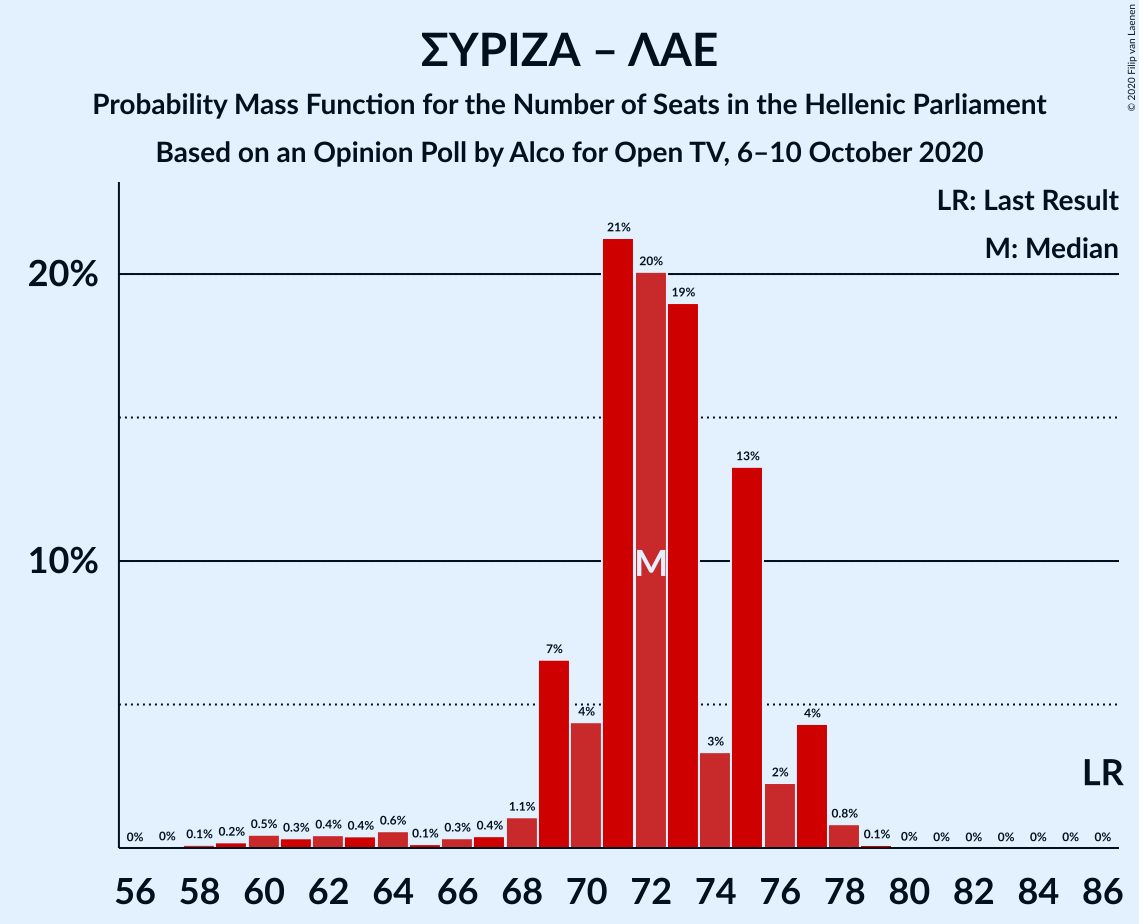 ΣΥΡΙΖΑ – ΛΑΕ
Probability Mass Function for the Number of Seats in the Hellenic Parliament
Based on an Opinion Poll by Alco for Open TV, 6–10 October 2020
© 2020 Filip van Laenen
LR: Last Result
M: Median
20%
10%
0% 0% 0.1% 0.2% 0.5% 0.3% 0.4% 0.4% 0.6% 0.1% 0.3% 0.4% 1.1% 7% 4% 21% 20% 19% 3% 13% 2% 4% 0.8% 0.1% 0% 0% 0% 0% 0% 0% 0%
M
LR
56 58 60 62 64 66 68 70 72 74 76 78 80 82 84 86